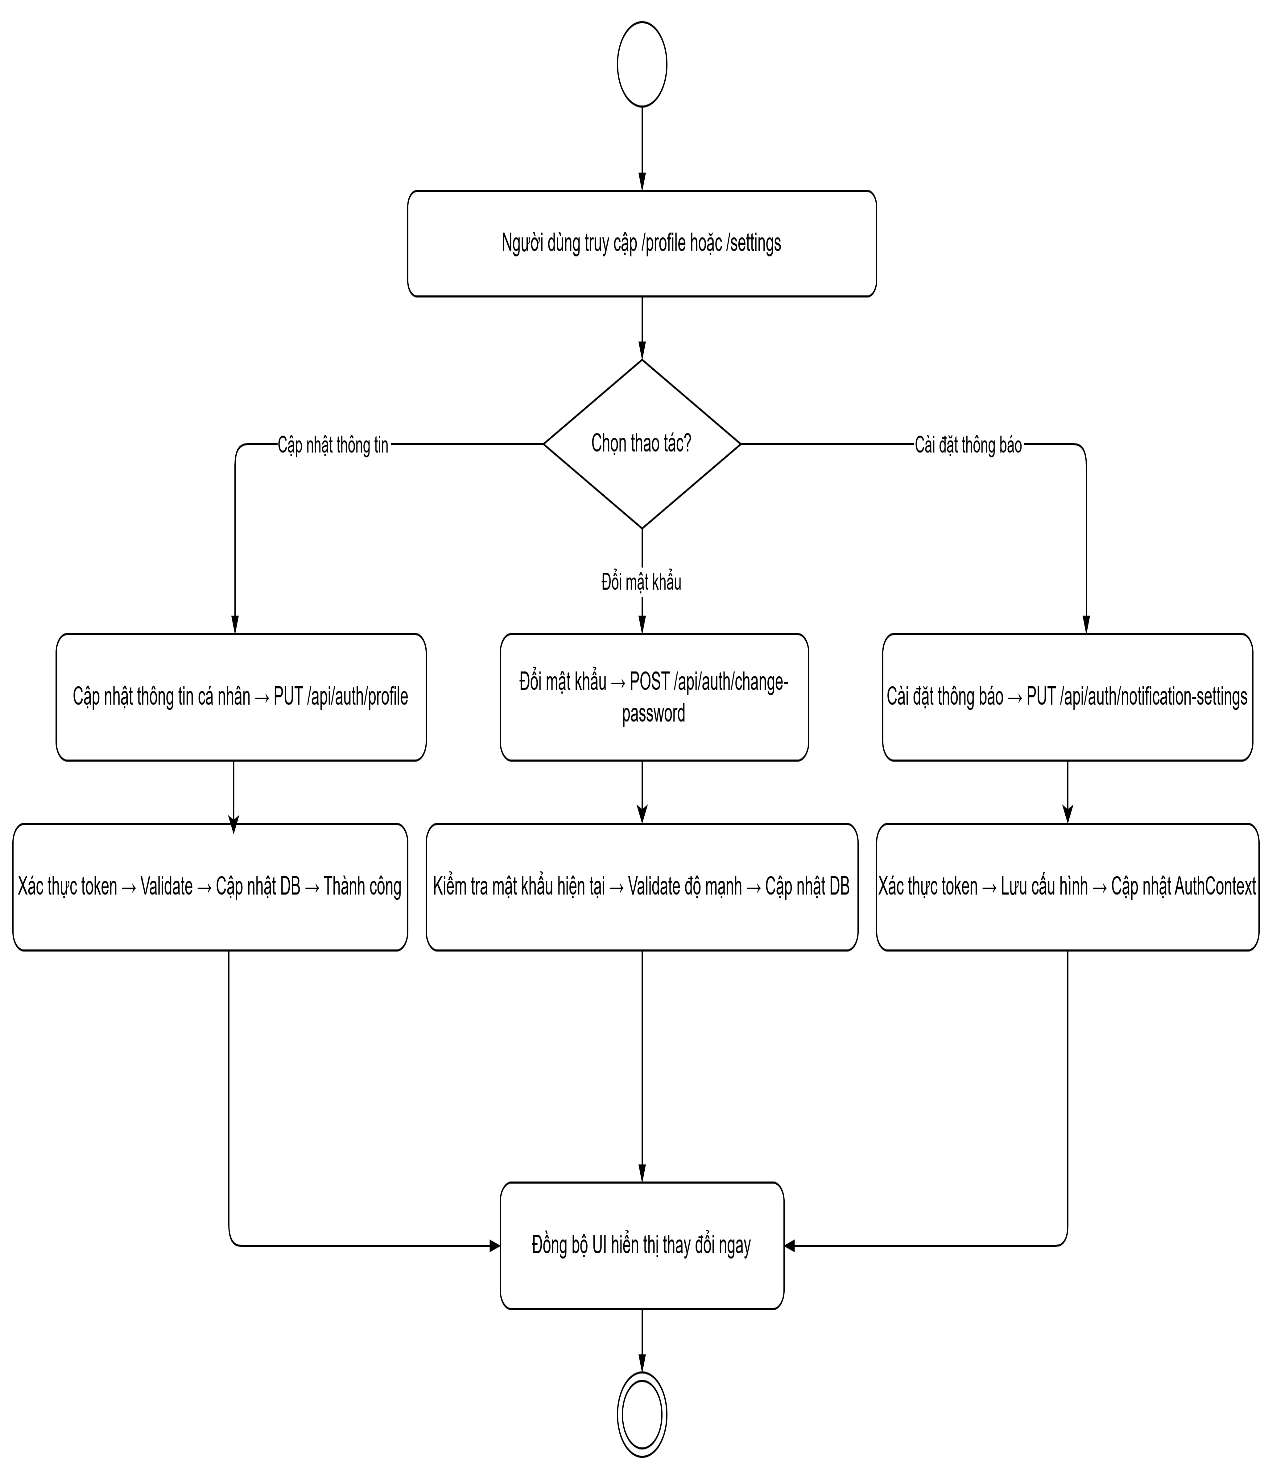 Người dùng truy cập /profile hoặc /settings
Chọn thao tác?
Cập nhật thông tin
Cài đặt thông báo
Đổi mật khẩu
Cập nhật thông tin cá nhân → PUT /api/auth/profile
Đổi mật khẩu → POST /api/auth/change-
password
Cài đặt thông báo → PUT /api/auth/notification-settings
Xác thực token → Validate → Cập nhật DB → Thành công
Kiểm tra mật khẩu hiện tại → Validate độ mạnh → Cập nhật DB
Xác thực token → Lưu cấu hình → Cập nhật AuthContext
Đồng bộ UI hiển thị thay đổi ngay